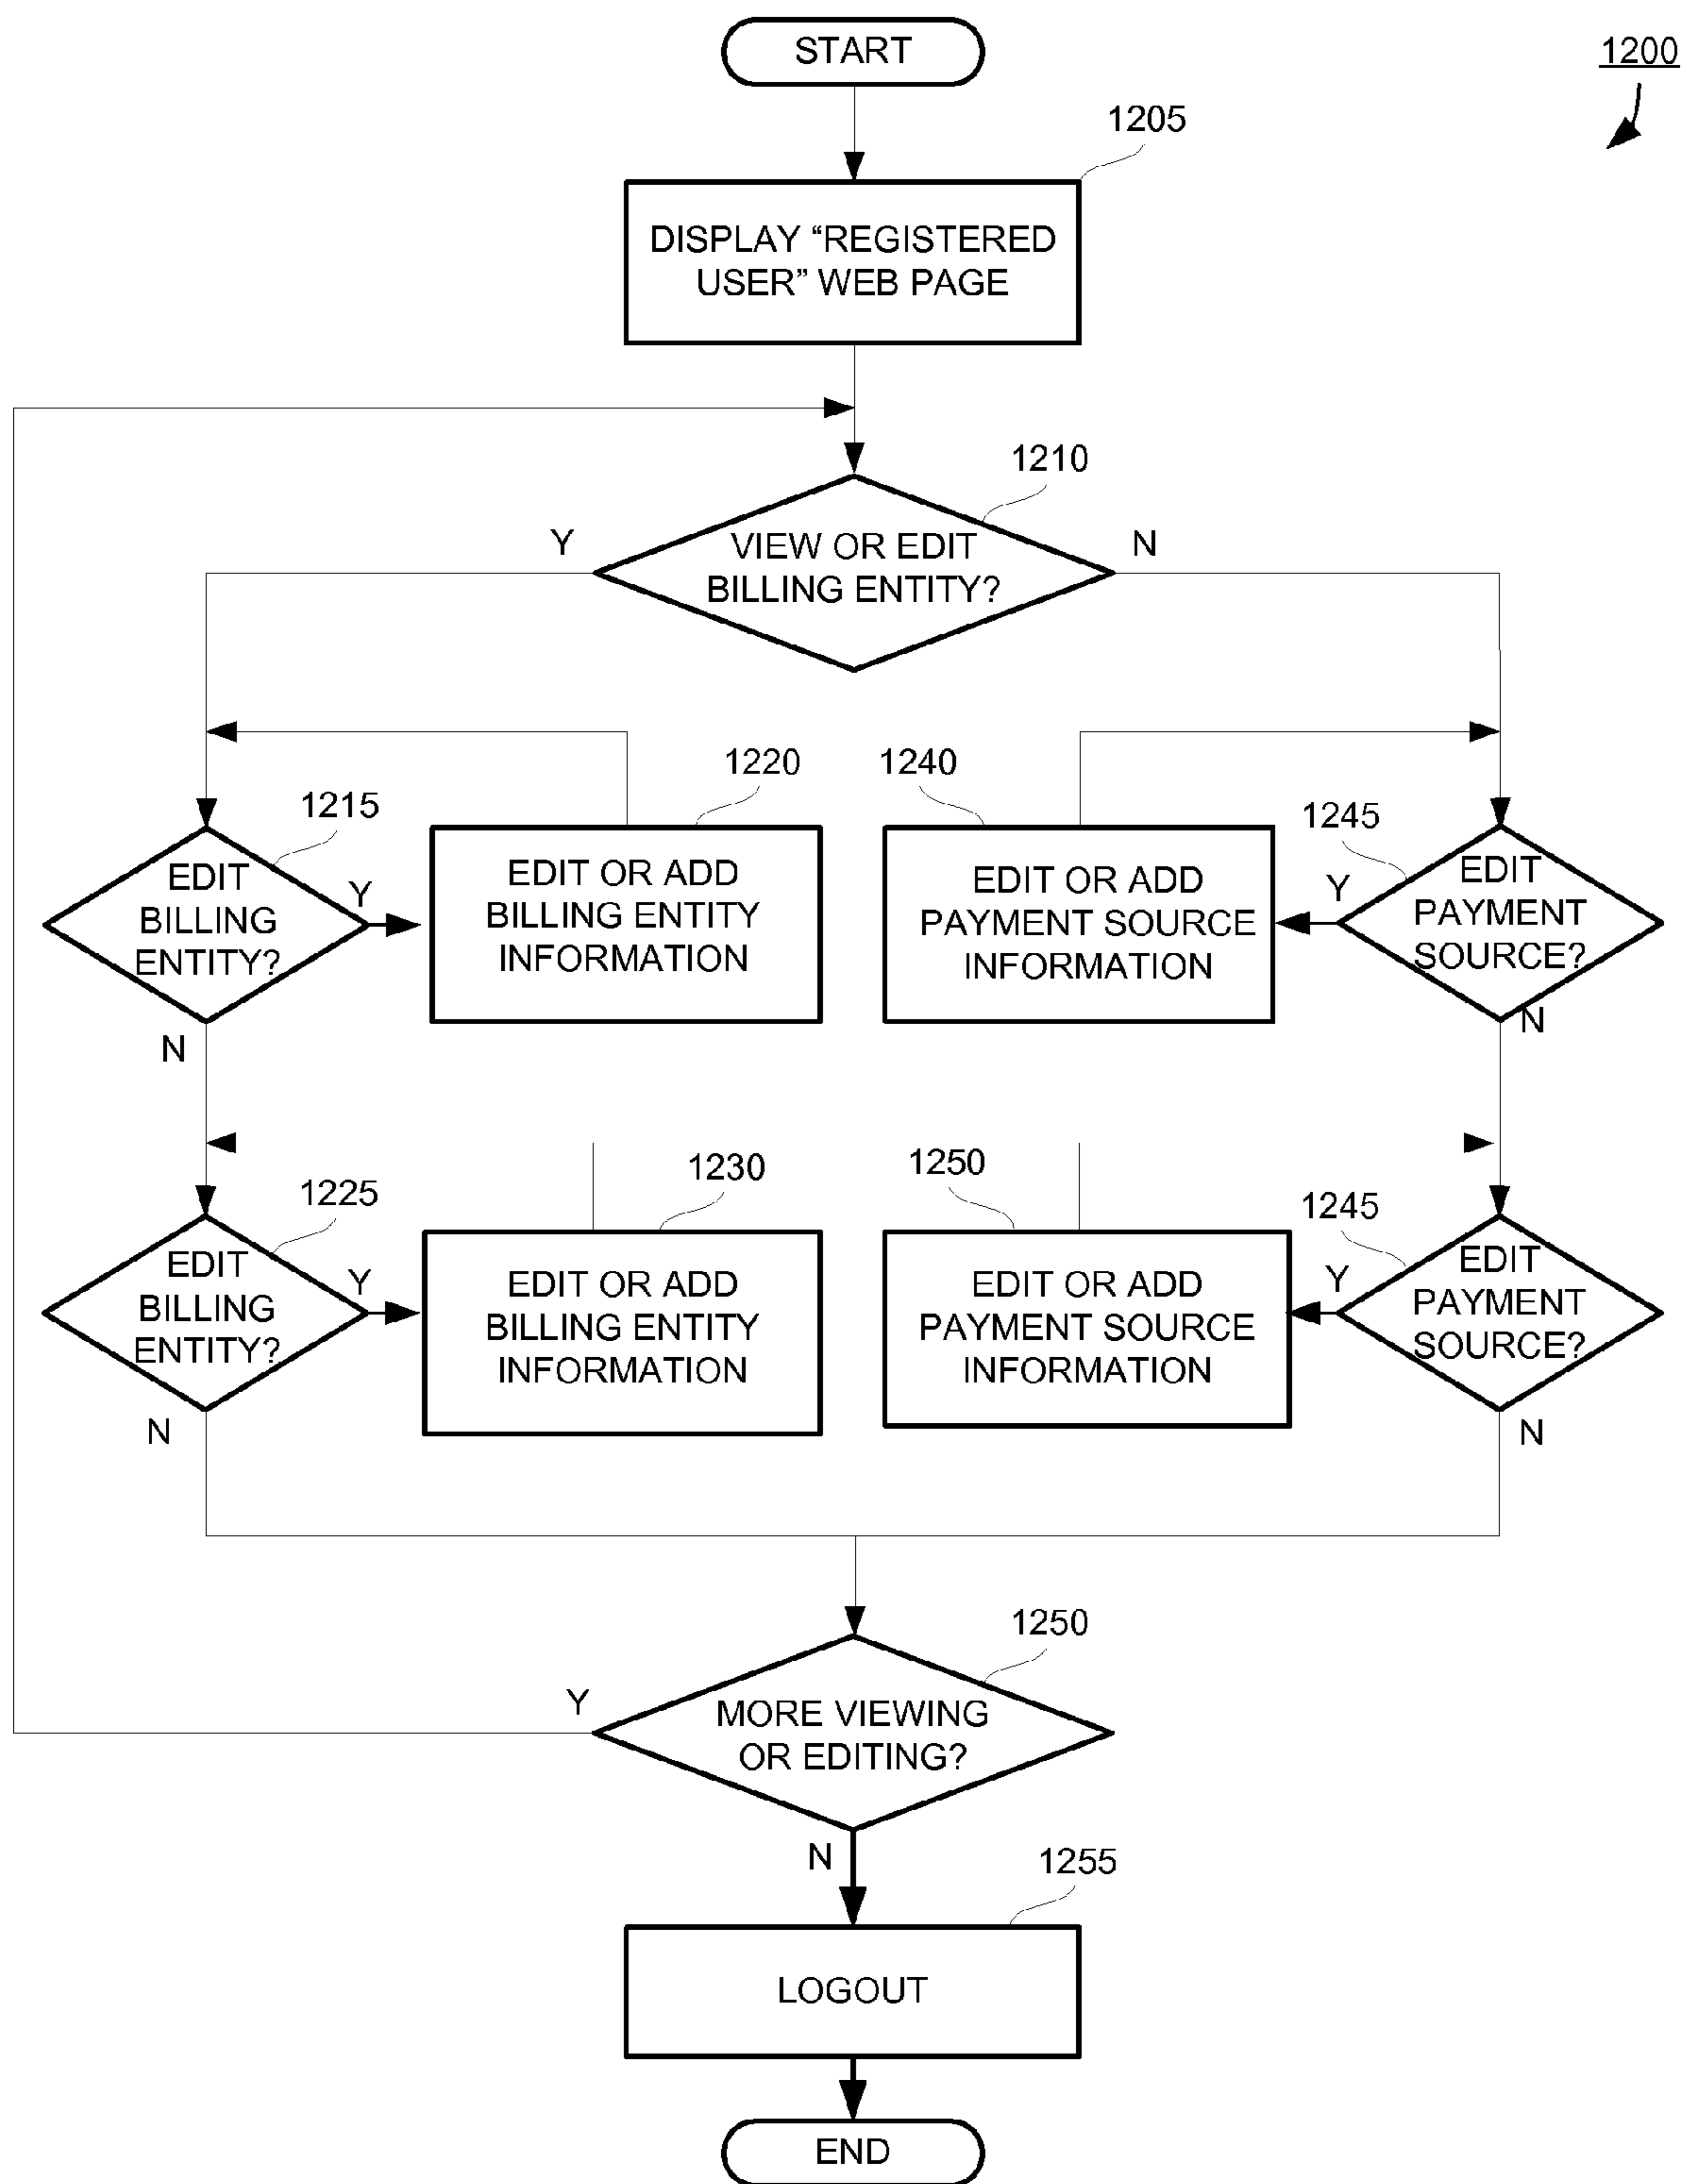 START
1200
1205
DISPLAY “REGISTERED
USER” WEB PAGE
1210
Y
VIEW OR EDIT
BILLING ENTITY?
N
1215
EDIT
BILLING
ENTITY?
Y
N
1220
EDIT OR ADD
BILLING ENTITY
INFORMATION
1240
EDIT OR ADD
PAYMENT SOURCE
INFORMATION
1245
Y
EDIT
PAYMENT
SOURCE?
N
1225
EDIT
BILLING
ENTITY?
Y
N
1230
EDIT OR ADD
BILLING ENTITY
INFORMATION
1250
EDIT OR ADD
PAYMENT SOURCE
INFORMATION
1245
Y
EDIT
PAYMENT
SOURCE?
N
1250
Y
MORE VIEWING
OR EDITING?
N
1255
LOGOUT
END